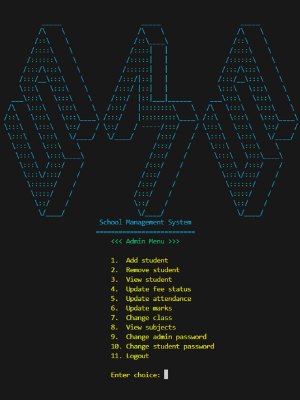 School Management System
==========================
<<< Admin Menu >>>
1. Add student
2. Remove student
3. View student
4. Update fee status
5. Update attendance
6. Update marks
7. Change class
8. View subjects
9. Change admin password
10. Change student password
11. Logout
Enter choice: